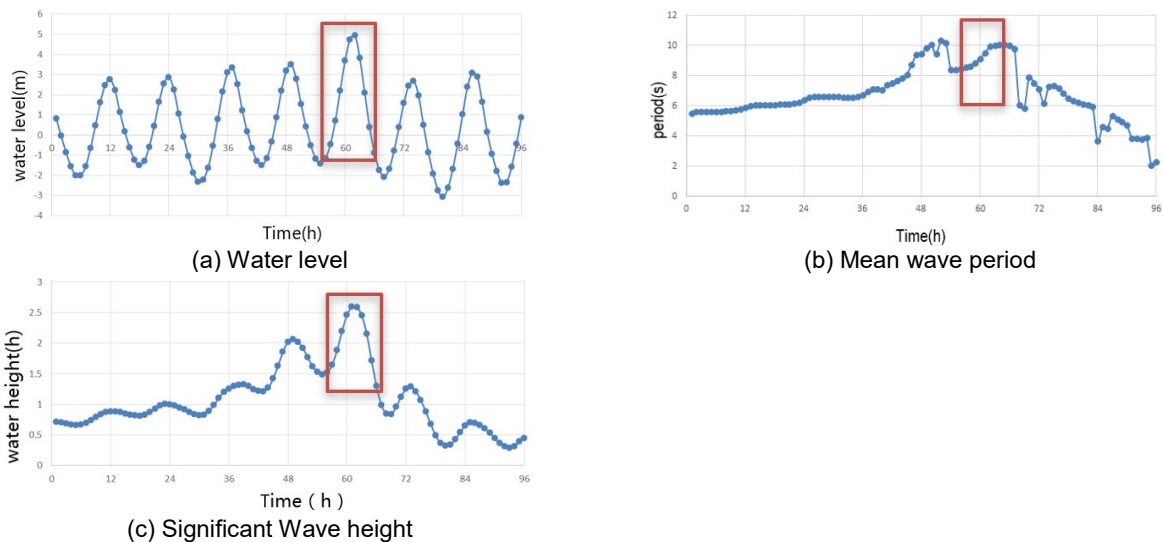 6
5
4
3
2
1
0
-1
-2
-3
-4
0 12 24 36 48 60 72 84 96
water level(m)
Time(h)
(a) Water level
12
10
8
6
4
2
0
0 12 24 36 48 60 72 84 96
period(s)
Time(h)
(b) Mean wave period
3
2.5
2
1.5
1
0.5
0
0 12 24 36 48 60 72 84 96
water height(h)
Time ( h )
(c) Significant Wave height